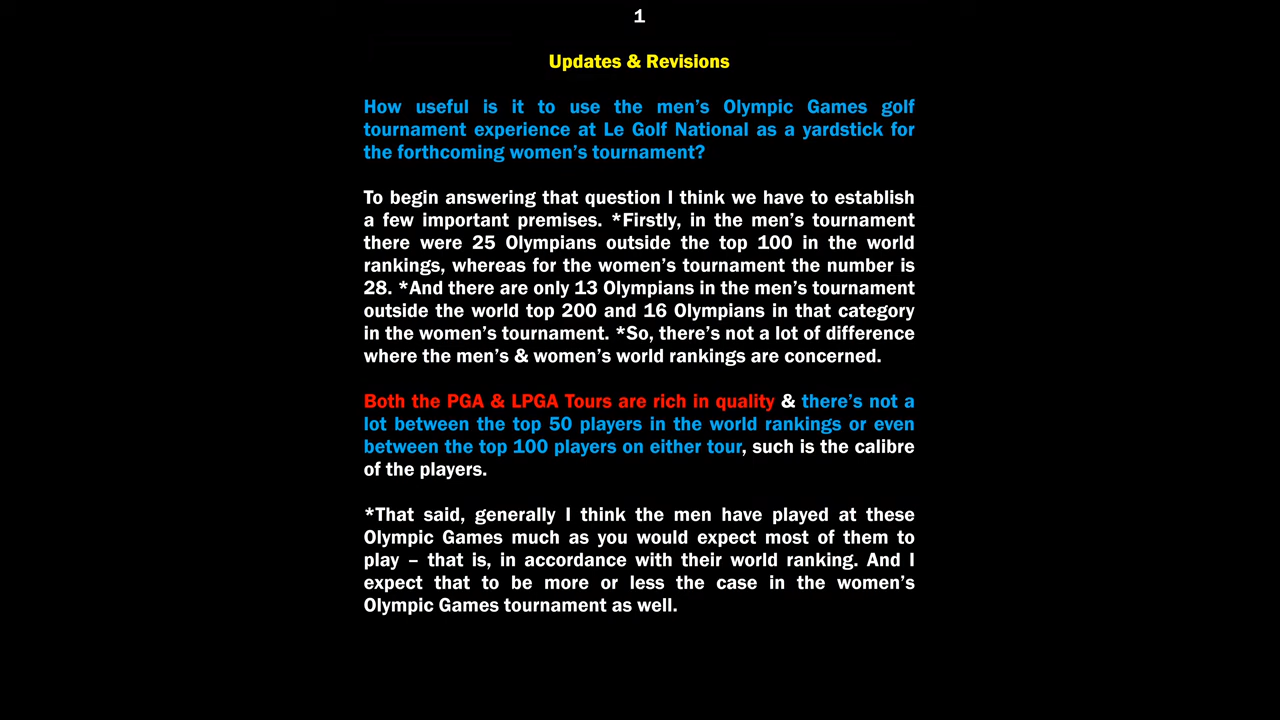 1
Updates & Revisions
How useful is it to use the men's Olympic Games golf
tournament experience at Le Golf National as a yardstick for
the forthcoming women's tournament?
To begin answering that question I think we have to establish
a few important premises. *Firstly, in the men's tournament
there were 25 Olympians outside the top 100 in the world
rankings, whereas for the women's tournament the number is
28. *And there are only 13 Olympians in the men's tournament
outside the world top 200 and 16 Olympians in that category
in the women's tournament. *So, there's not a lot of difference
where the men's & women's world rankings are concerned.
Both the PGA & LPGA Tours are rich in quality & there's not a
lot between the top 50 players in the world rankings or even
between the top 100 players on either tour, such is the calibre
of the players.
*That said, generally I think the men have played at these
Olympic Games much as you would expect most of them to
play – that is, in accordance with their world ranking. And I
expect that to be more or less the case in the women's
Olympic Games tournament as well.